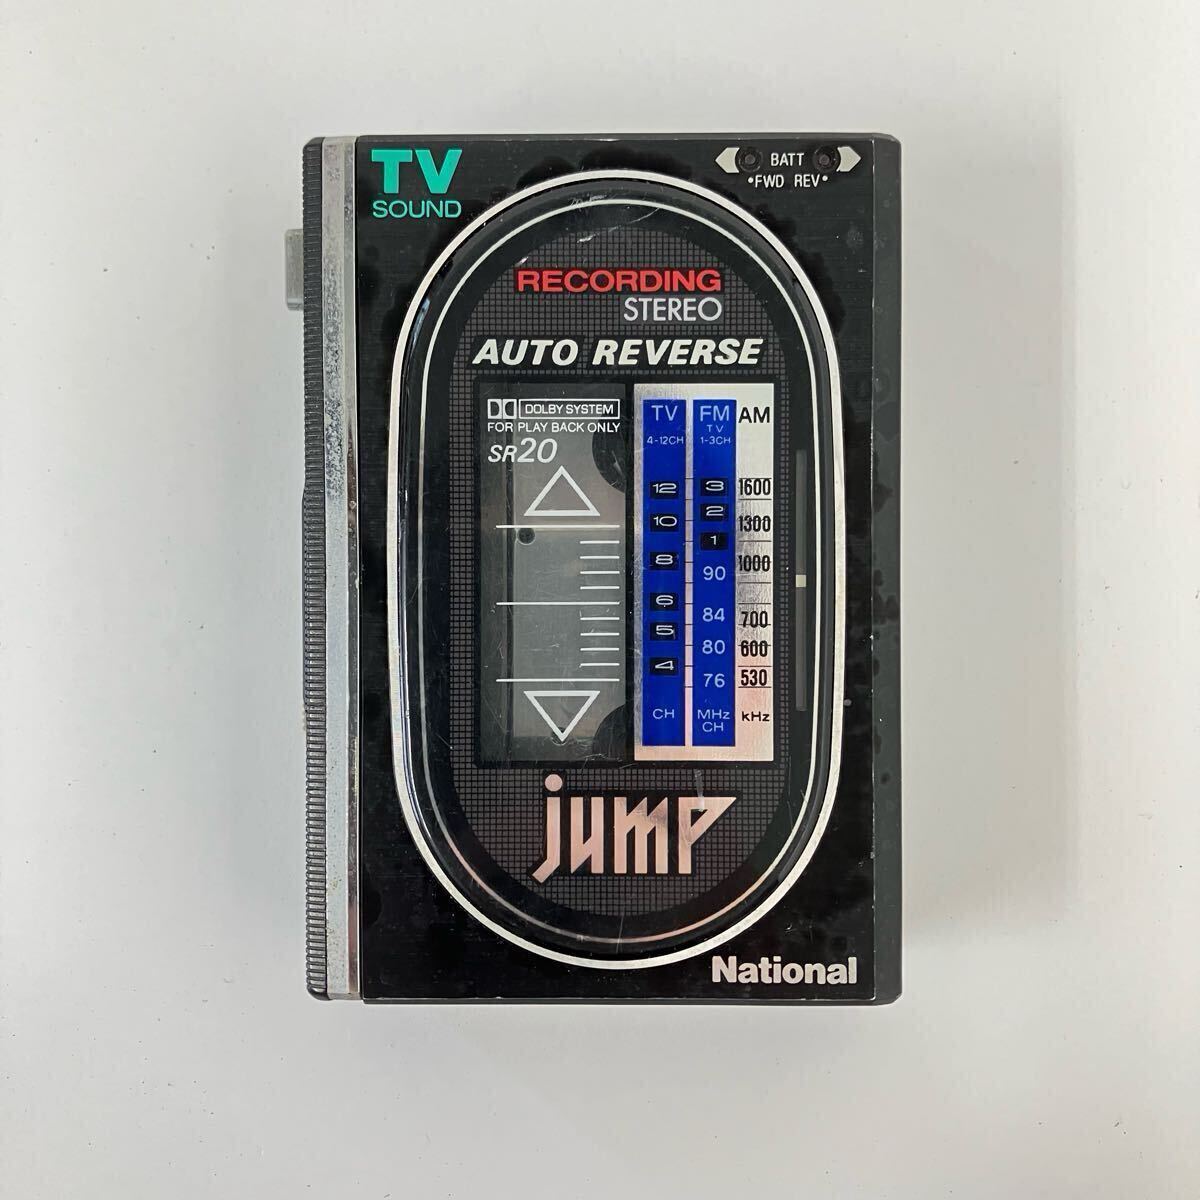 TV
SOUND
BATT
•FWD REV•
RECORDING
STEREO
AUTO REVERSE
DOLBY SYSTEM
FOR PLAY BACK ONLY
SR20
TV FM AM
TV
4-12CH 1-3CH
12 3 1600
10 2 1300
1
8 1000
90
6 84 700
5 80 600
4 76 530
CH MHz kHz
CH
jump
National